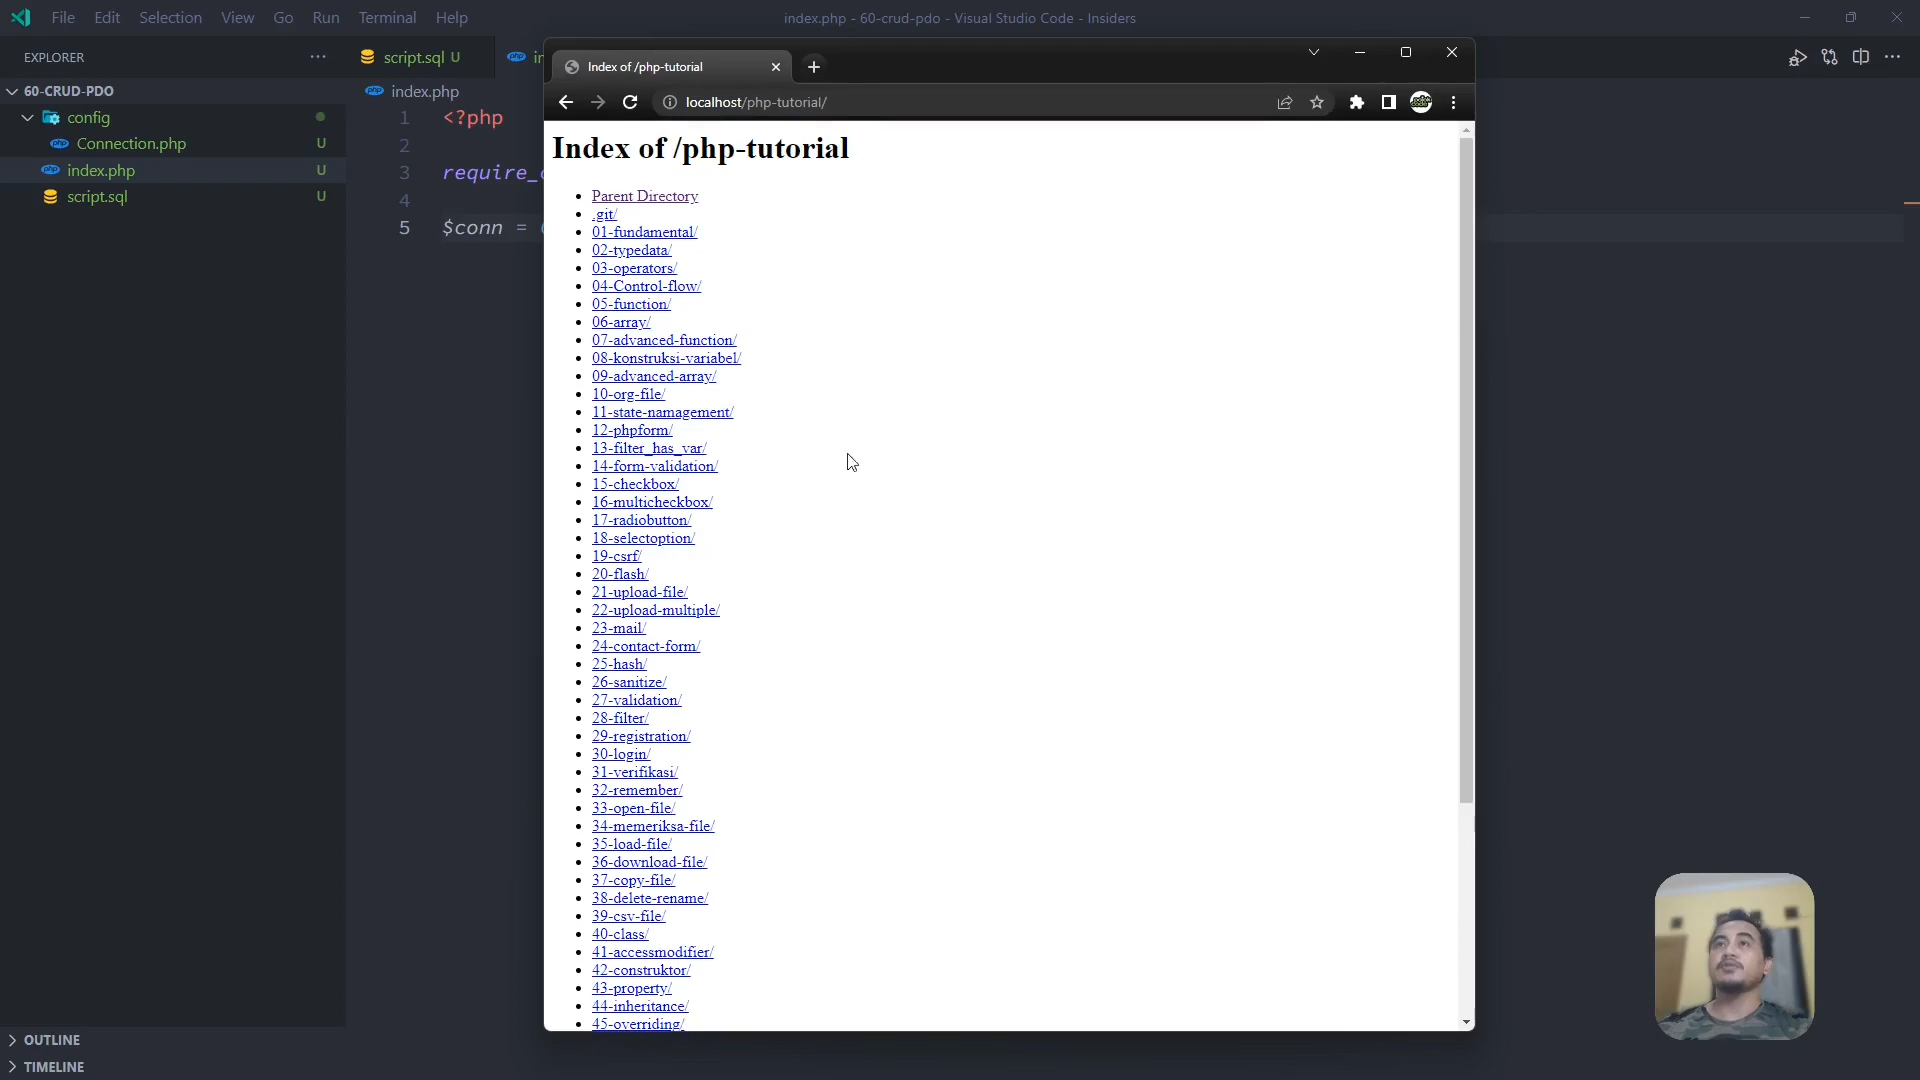 File Edit Selection View Go Run Terminal Help
index.php - 60-crud-pdo - Visual Studio Code - Insiders
EXPLORER
60-CRUD-PDO
config
Connection.php U
index.php U
script.sql U
OUTLINE
TIMELINE
script.sql U
php
index.php
1 <?php
2
3 require_
4
5 $conn =
Index of /php-tutorial
localhost/php-tutorial/
Index of /php-tutorial
Parent Directory
.git/
01-fundamental/
02-typedata/
03-operators/
04-Control-flow/
05-function/
06-array/
07-advanced-function/
08-konstruksi-variabel/
09-advanced-array/
10-org-file/
11-state-namagement/
12-phpform/
13-filter_has_var/
14-form-validation/
15-checkbox/
16-multicheckbox/
17-radiobutton/
18-selectoption/
19-csrf/
20-flash/
21-upload-file/
22-upload-multiple/
23-mail/
24-contact-form/
25-hash/
26-sanitize/
27-validation/
28-filter/
29-registration/
30-login/
31-verifikasi/
32-remember/
33-open-file/
34-memeriksa-file/
35-load-file/
36-download-file/
37-copy-file/
38-delete-rename/
39-csv-file/
40-class/
41-accessmodifier/
42-construktor/
43-property/
44-inheritance/
45-overriding/